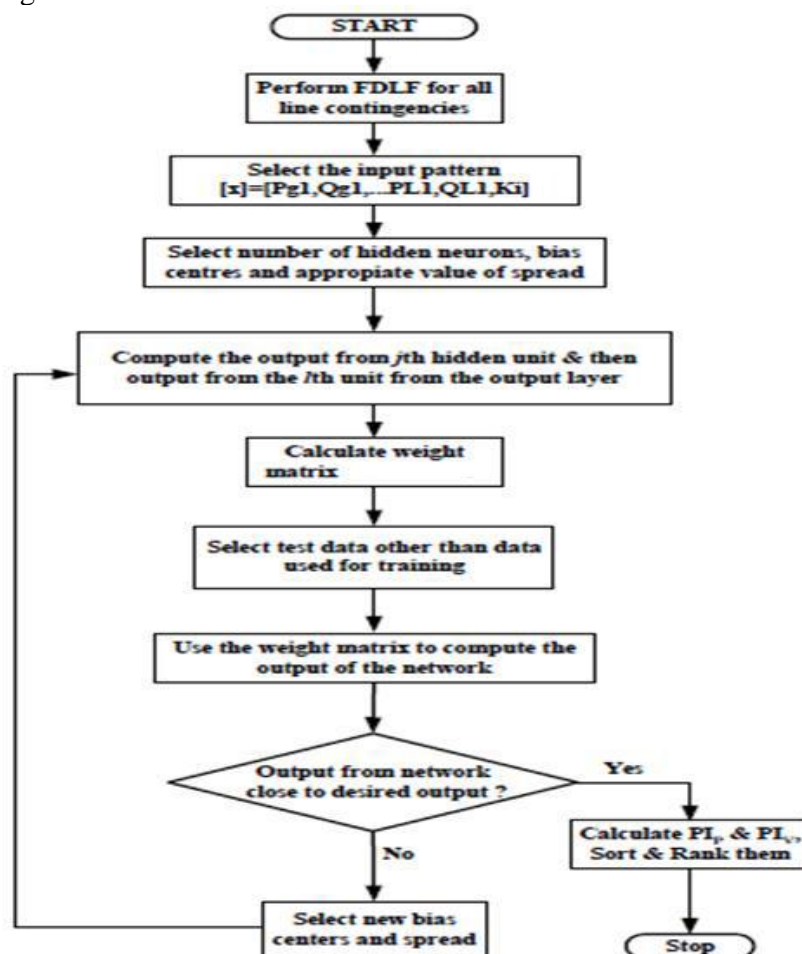 START
Perform FDLF for all
line contingencies
Select the input pattern
[x]=[Pg1,Qg1,...PL1,QL1,Ki]
Select number of hidden neurons, bias
centres and appropiate value of spread
Compute the output from jth hidden unit & then
output from the lth unit from the output layer
Calculate weight
matrix
Select test data other than data
used for training
Use the weight matrix to compute the
output of the network
Output from network
close to desired output ?
Yes
Calculate PIp & PIv,
Sort & Rank them
No
Select new bias
centers and spread
Stop